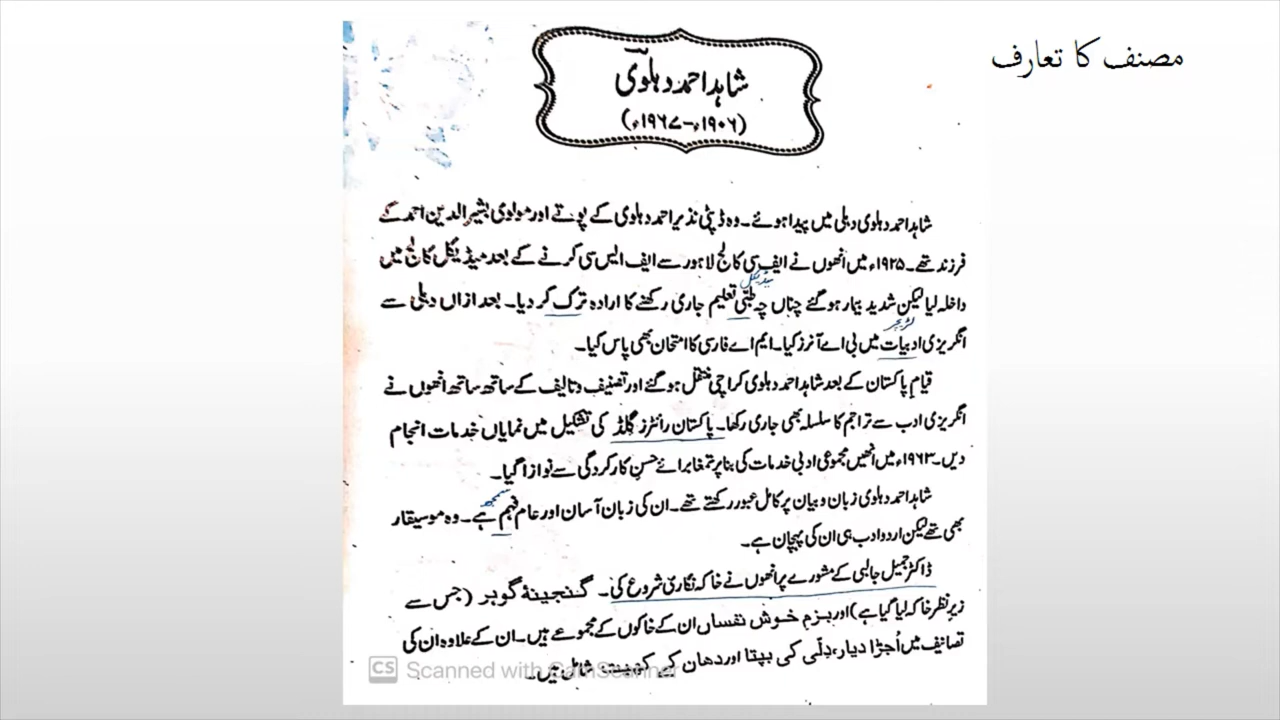 مصنف کا تعارف
شاہد احمد دہلوی
(۱۹۰۶ء–۱۹۶۷ء)
شاہد احمد دہلوی دہلی میں پیدا ہوئے۔ وہ ڈپٹی نذیر احمد دہلوی کے پوتے اور مولوی بشیر الدین احمد کے
فرزند تھے۔ ۱۹۲۵ء میں انھوں نے ایف سی کالج لاہور سے ایف ایس سی کرنے کے بعد میڈیکل کالج میں
میڈیکل
داخلہ لیا لیکن شدید بیمار ہو گئے چناں چہ طبّی تعلیم جاری رکھنے کا ارادہ ترک کر دیا۔ بعد ازاں دہلی سے
لٹریچر
انگریزی ادبیات میں بی اے آنرز کیا۔ ایم اے فارسی کا امتحان بھی پاس کیا۔
قیامِ پاکستان کے بعد شاہد احمد دہلوی کراچی منتقل ہو گئے اور تصنیف و تالیف کے ساتھ ساتھ انھوں نے
انگریزی ادب سے تراجم کا سلسلہ بھی جاری رکھا۔ پاکستان رائٹرز گلڈ کی تشکیل میں نمایاں خدمات انجام
دیں۔ ۱۹۶۳ء میں انھیں مجموعی ادبی خدمات کی بنا پر تمغا برائے حسنِ کارکردگی سے نوازا گیا۔
سمجھ
شاہد احمد دہلوی زبان و بیان پر کامل عبور رکھتے تھے۔ ان کی زبان آسان اور عام فہم ہے۔ وہ موسیقار
بھی تھے لیکن اردو ادب ہی ان کی پہچان ہے۔
ڈاکٹر جمیل جالبی کے مشورے پر انھوں نے خاکہ نگاری شروع کی۔ گنجینۂ گوہر (جس سے
زیرِ نظر خاکہ لیا گیا ہے) اور بزمِ خوش نفساں ان کے خاکوں کے مجموعے ہیں۔ ان کے علاوہ ان کی
تصانیف میں اُجڑا دیار، دِلّی کی بپتا اور دھان کے کھیت شامل ہیں۔
CS Scanned with CamScanner